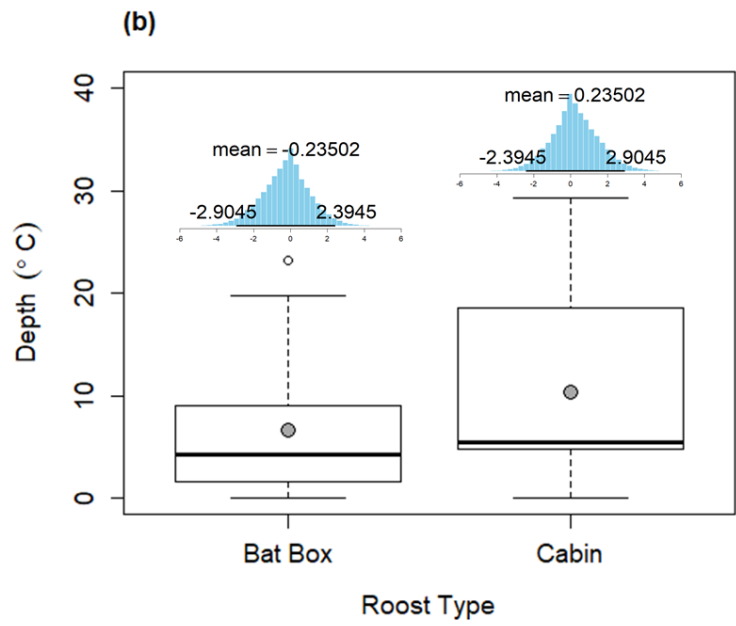 (b)
40
mean = 0.23502
-2.3945 2.9045
-6 -4 -2 0 2 4 6
mean = -0.23502
-2.9045 2.3945
-6 -4 -2 0 2 4 6
30
20
10
0
Depth (° C)
Bat Box Cabin
Roost Type